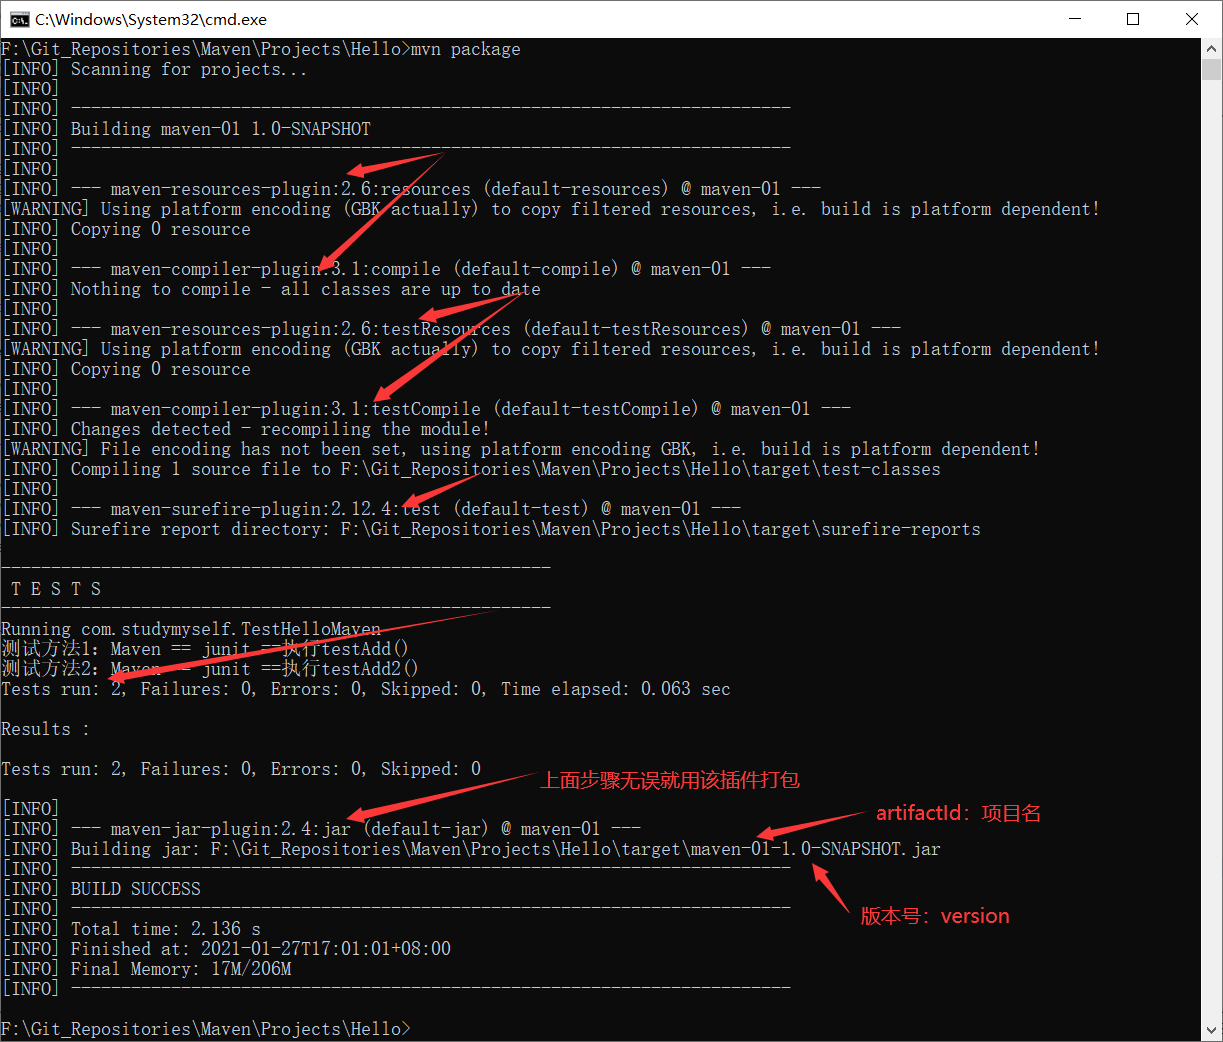 C:\Windows\System32\cmd.exe
F:\Git_Repositories\Maven\Projects\Hello>mvn package
[INFO] Scanning for projects...
[INFO]
[INFO] ------------------------------------------------------------------------
[INFO] Building maven-01 1.0-SNAPSHOT
[INFO] ------------------------------------------------------------------------
[INFO]
[INFO] --- maven-resources-plugin:2.6:resources (default-resources) @ maven-01 ---
[WARNING] Using platform encoding (GBK actually) to copy filtered resources, i.e. build is platform dependent!
[INFO] Copying 0 resource
[INFO]
[INFO] --- maven-compiler-plugin:3.1:compile (default-compile) @ maven-01 ---
[INFO] Nothing to compile - all classes are up to date
[INFO]
[INFO] --- maven-resources-plugin:2.6:testResources (default-testResources) @ maven-01 ---
[WARNING] Using platform encoding (GBK actually) to copy filtered resources, i.e. build is platform dependent!
[INFO] Copying 0 resource
[INFO]
[INFO] --- maven-compiler-plugin:3.1:testCompile (default-testCompile) @ maven-01 ---
[INFO] Changes detected - recompiling the module!
[WARNING] File encoding has not been set, using platform encoding GBK, i.e. build is platform dependent!
[INFO] Compiling 1 source file to F:\Git_Repositories\Maven\Projects\Hello\target\test-classes
[INFO]
[INFO] --- maven-surefire-plugin:2.12.4:test (default-test) @ maven-01 ---
[INFO] Surefire report directory: F:\Git_Repositories\Maven\Projects\Hello\target\surefire-reports
-------------------------------------------------------
T E S T S
-------------------------------------------------------
Running com.studymyself.TestHelloMaven
测试方法1：Maven == junit ==执行testAdd()
测试方法2：Maven == junit ==执行testAdd2()
Tests run: 2, Failures: 0, Errors: 0, Skipped: 0, Time elapsed: 0.063 sec
Results :
Tests run: 2, Failures: 0, Errors: 0, Skipped: 0
上面步骤无误就用该插件打包
[INFO]
artifactId：项目名
[INFO] --- maven-jar-plugin:2.4:jar (default-jar) @ maven-01 ---
[INFO] Building jar: F:\Git_Repositories\Maven\Projects\Hello\target\maven-01-1.0-SNAPSHOT.jar
[INFO] ------------------------------------------------------------------------
[INFO] BUILD SUCCESS
[INFO] ------------------------------------------------------------------------
版本号：version
[INFO] Total time: 2.136 s
[INFO] Finished at: 2021-01-27T17:01:01+08:00
[INFO] Final Memory: 17M/206M
[INFO] ------------------------------------------------------------------------
F:\Git_Repositories\Maven\Projects\Hello>